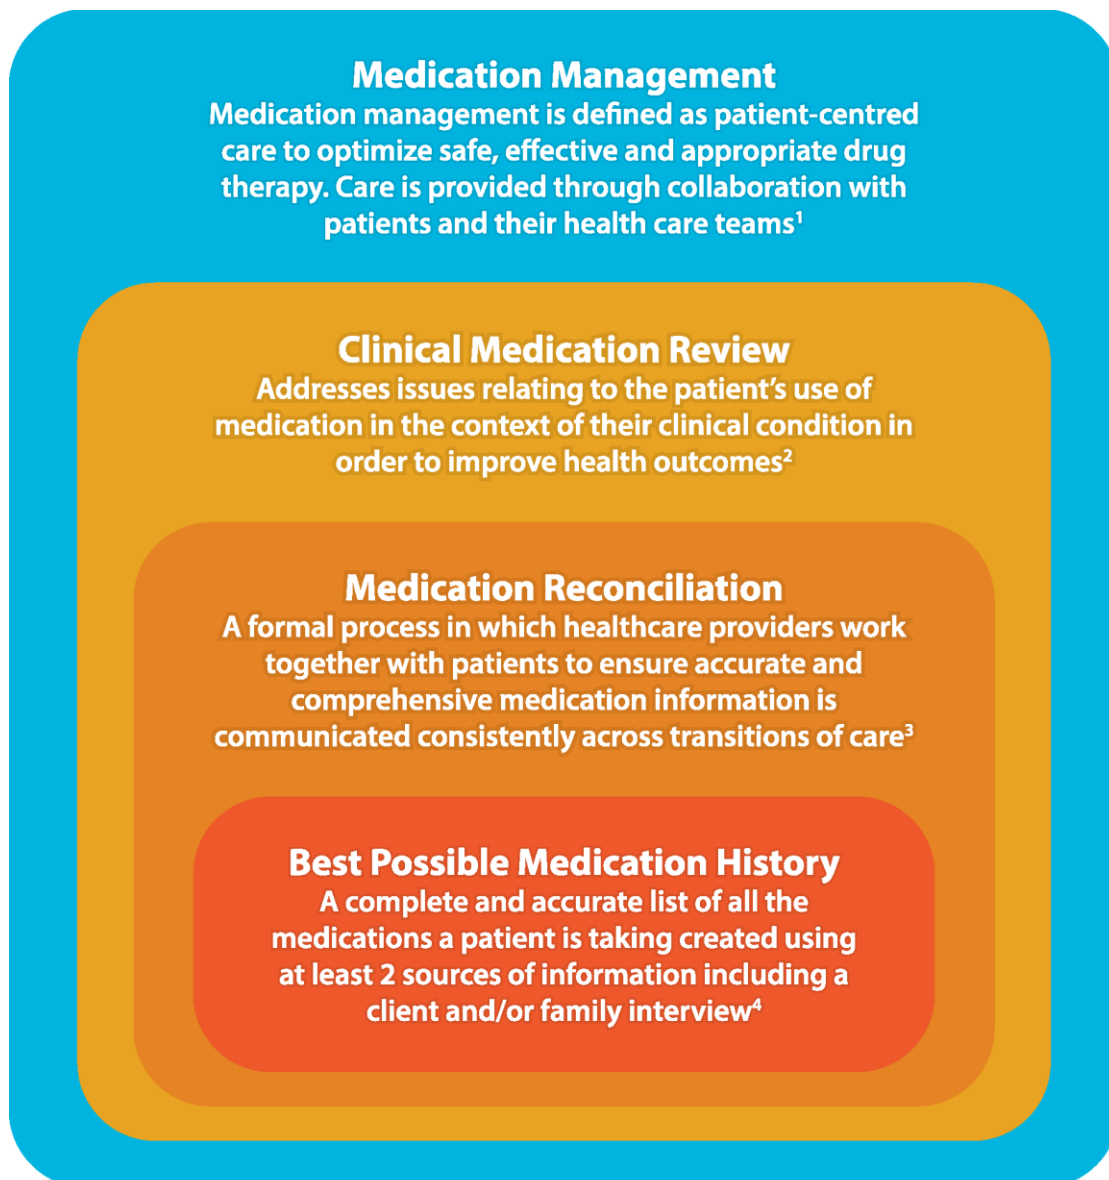 Medication Management
Medication management is defined as patient-centred
care to optimize safe, effective and appropriate drug
therapy. Care is provided through collaboration with
patients and their health care teams¹
Clinical Medication Review
Addresses issues relating to the patient’s use of
medication in the context of their clinical condition in
order to improve health outcomes²
Medication Reconciliation
A formal process in which healthcare providers work
together with patients to ensure accurate and
comprehensive medication information is
communicated consistently across transitions of care³
Best Possible Medication History
A complete and accurate list of all the
medications a patient is taking created using
at least 2 sources of information including a
client and/or family interview⁴